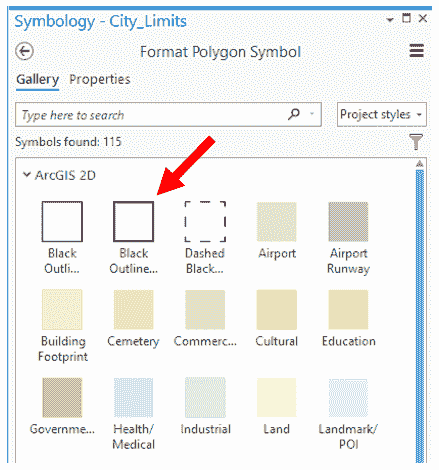 Symbology - City_Limits
Format Polygon Symbol
Gallery Properties
Type here to search
Project styles
Symbols found: 115
ArcGIS 2D
Black Outli...
Black Outline...
Dashed Black...
Airport
Airport Runway
Building Footprint
Cemetery
Commerc...
Cultural
Education
Governme...
Health/ Medical
Industrial
Land
Landmark/ POI